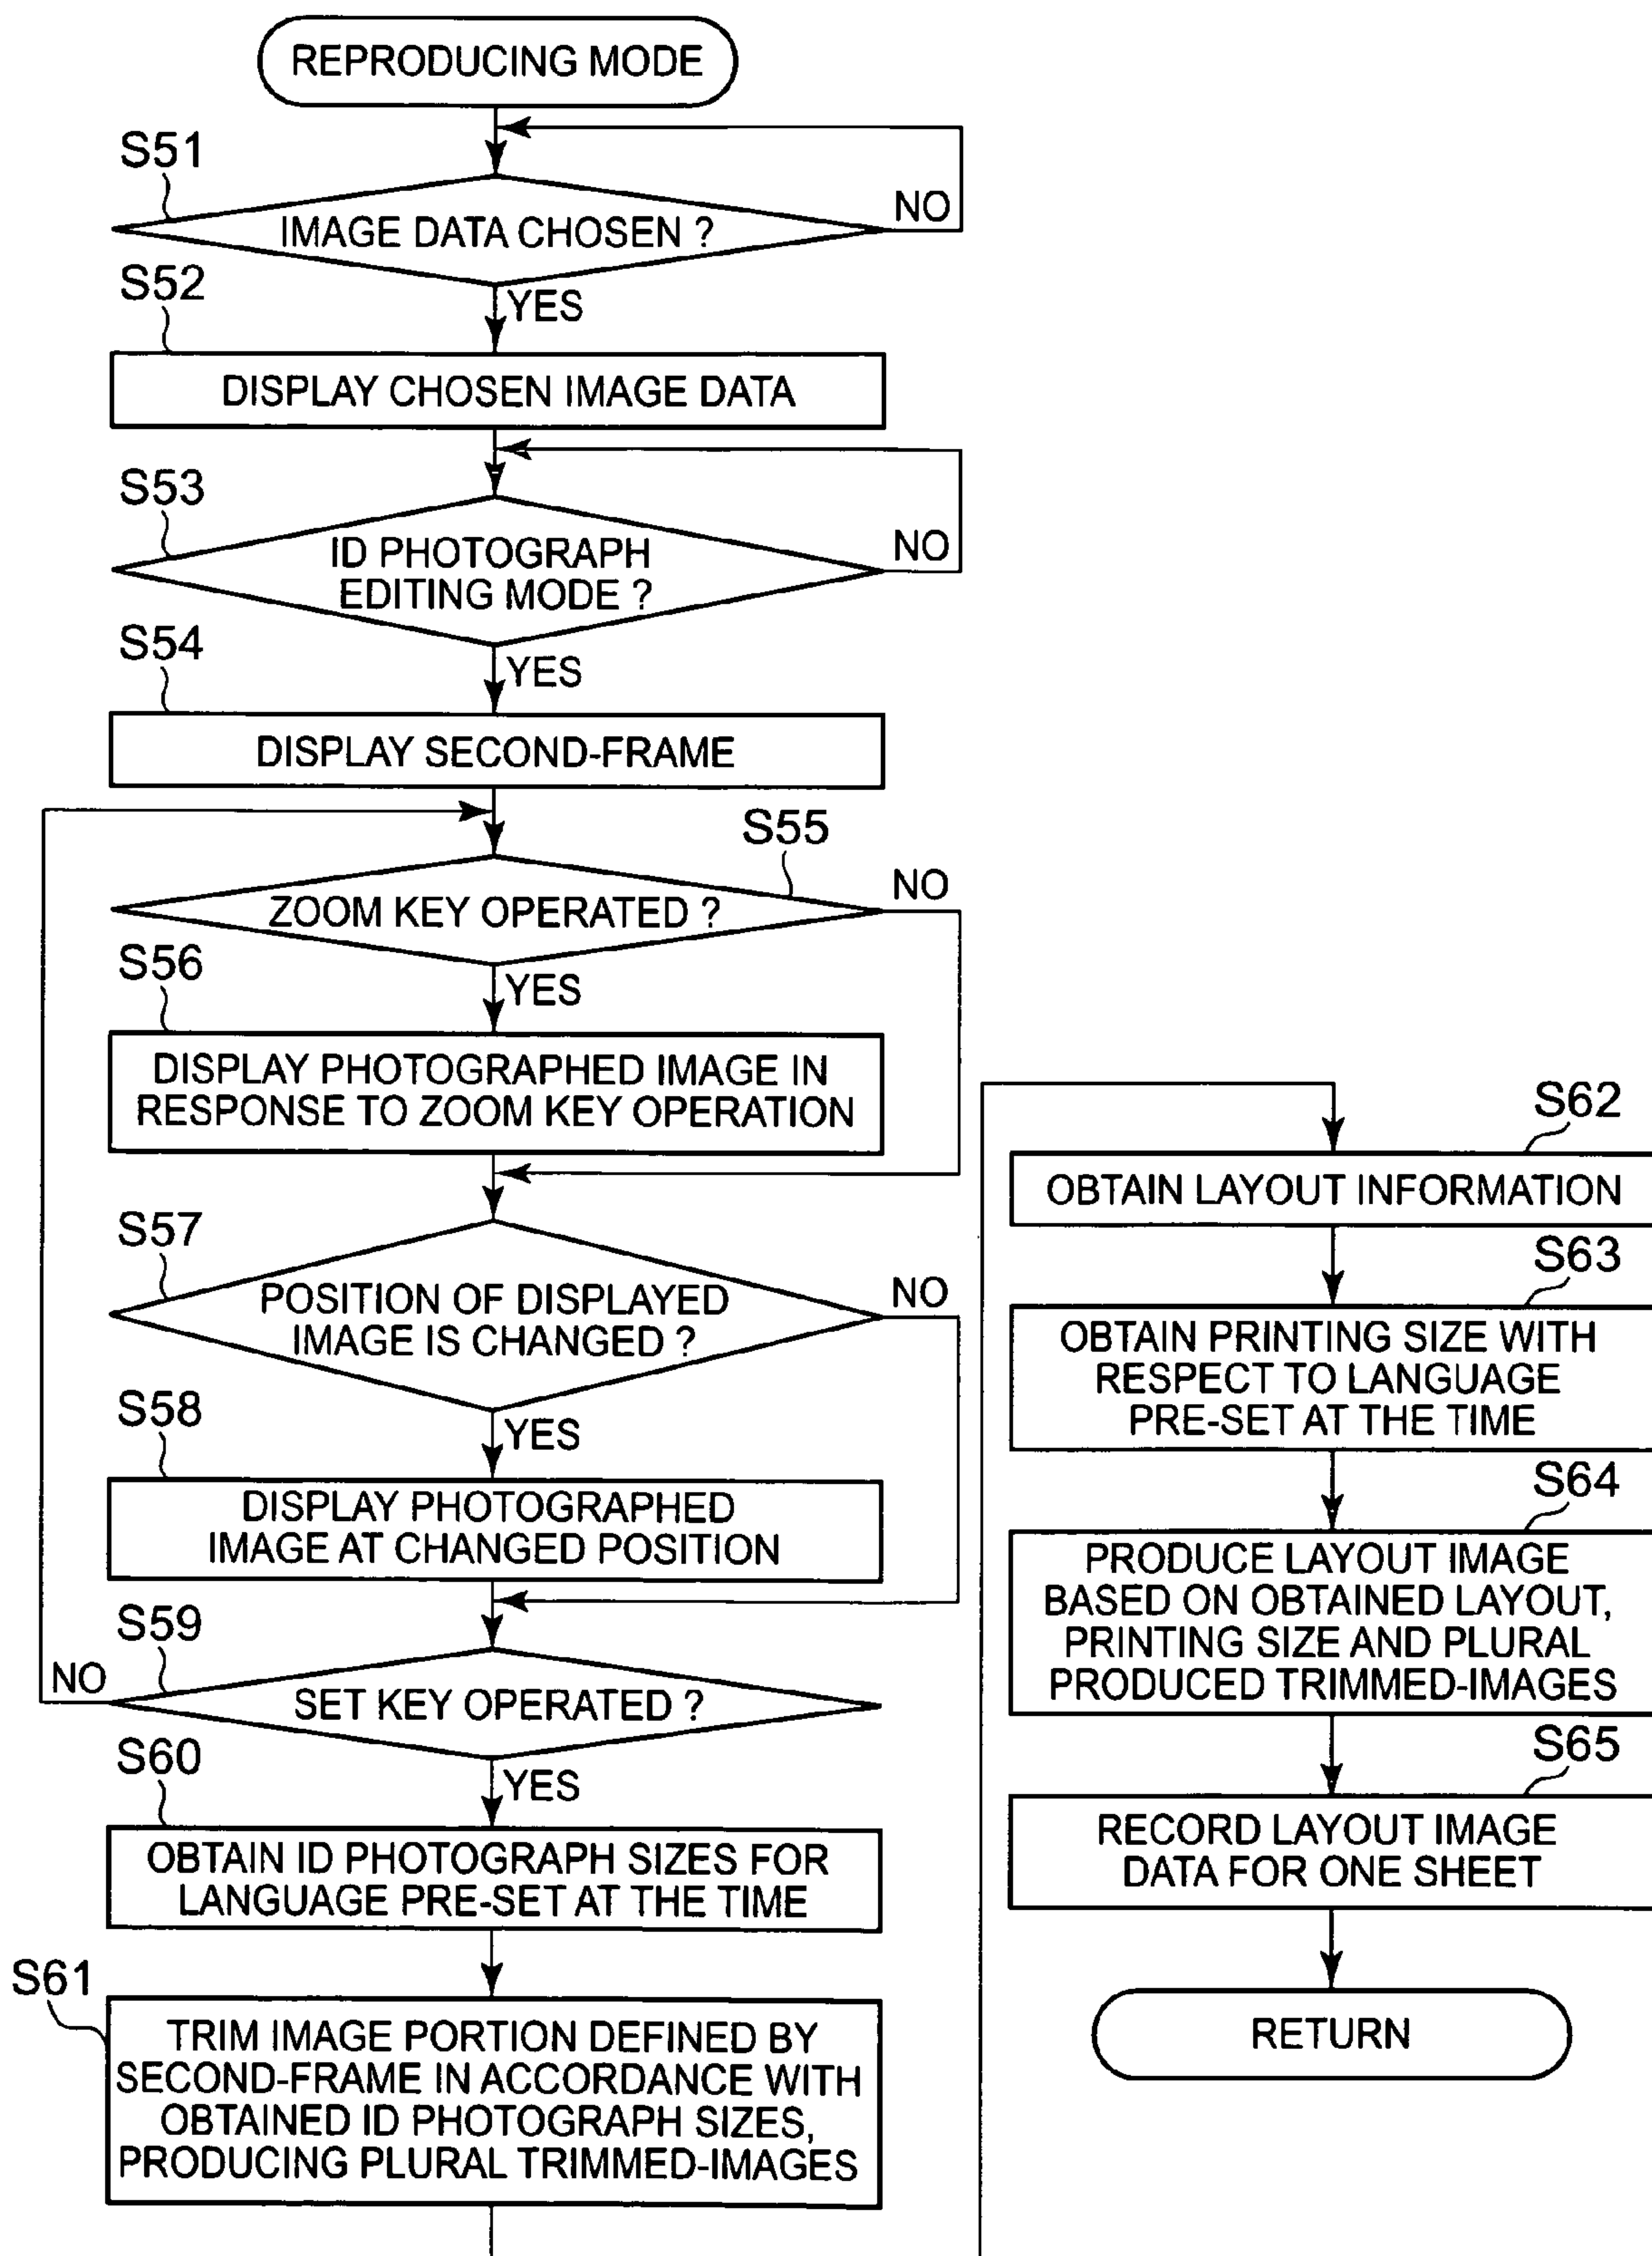 REPRODUCING MODE
S51
NO
IMAGE DATA CHOSEN ?
S52
YES
DISPLAY CHOSEN IMAGE DATA
S53
NO
ID PHOTOGRAPH
EDITING MODE ?
S54
YES
DISPLAY SECOND-FRAME
S55
NO
ZOOM KEY OPERATED ?
S56
YES
DISPLAY PHOTOGRAPHED IMAGE IN
RESPONSE TO ZOOM KEY OPERATION
S57
NO
POSITION OF DISPLAYED
IMAGE IS CHANGED ?
S58
YES
DISPLAY PHOTOGRAPHED
IMAGE AT CHANGED POSITION
S59
NO
SET KEY OPERATED ?
S60
YES
OBTAIN ID PHOTOGRAPH SIZES FOR
LANGUAGE PRE-SET AT THE TIME
S61
TRIM IMAGE PORTION DEFINED BY
SECOND-FRAME IN ACCORDANCE WITH
OBTAINED ID PHOTOGRAPH SIZES,
PRODUCING PLURAL TRIMMED-IMAGES
S62
OBTAIN LAYOUT INFORMATION
S63
OBTAIN PRINTING SIZE WITH
RESPECT TO LANGUAGE
PRE-SET AT THE TIME
S64
PRODUCE LAYOUT IMAGE
BASED ON OBTAINED LAYOUT,
PRINTING SIZE AND PLURAL
PRODUCED TRIMMED-IMAGES
S65
RECORD LAYOUT IMAGE
DATA FOR ONE SHEET
RETURN